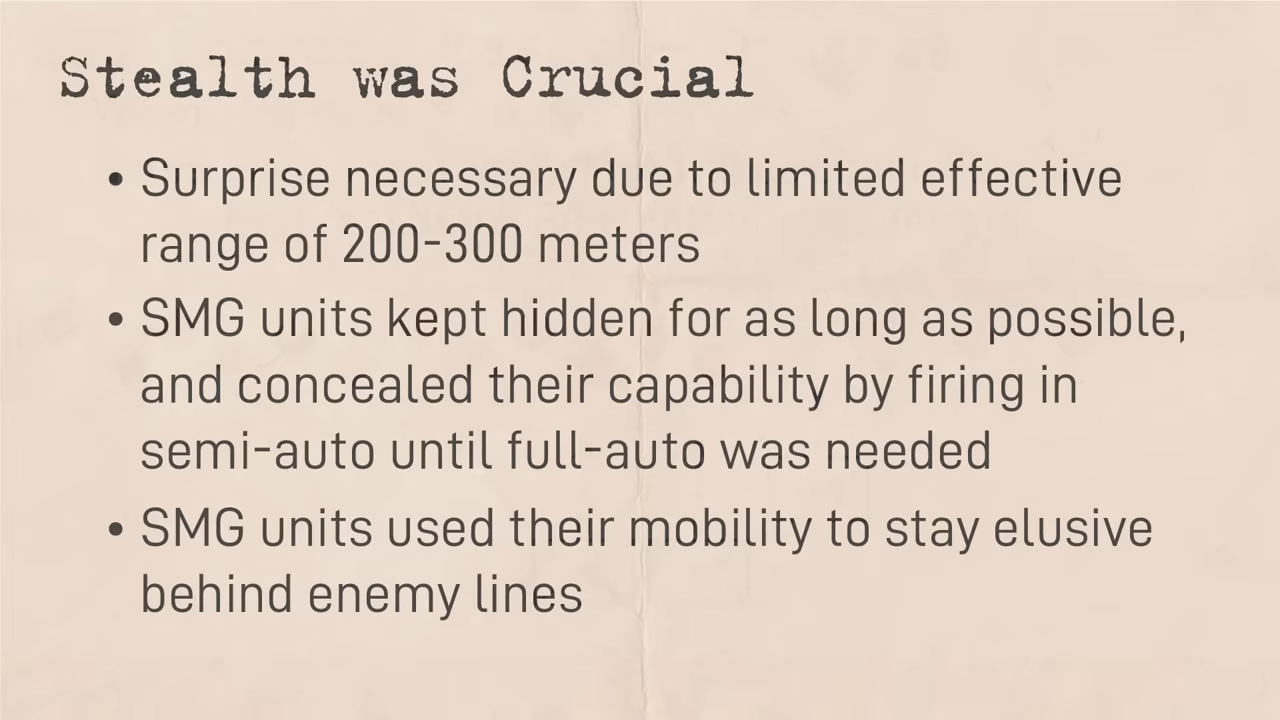 Stealth was Crucial
• Surprise necessary due to limited effective
range of 200-300 meters
• SMG units kept hidden for as long as possible,
and concealed their capability by firing in
semi-auto until full-auto was needed
• SMG units used their mobility to stay elusive
behind enemy lines